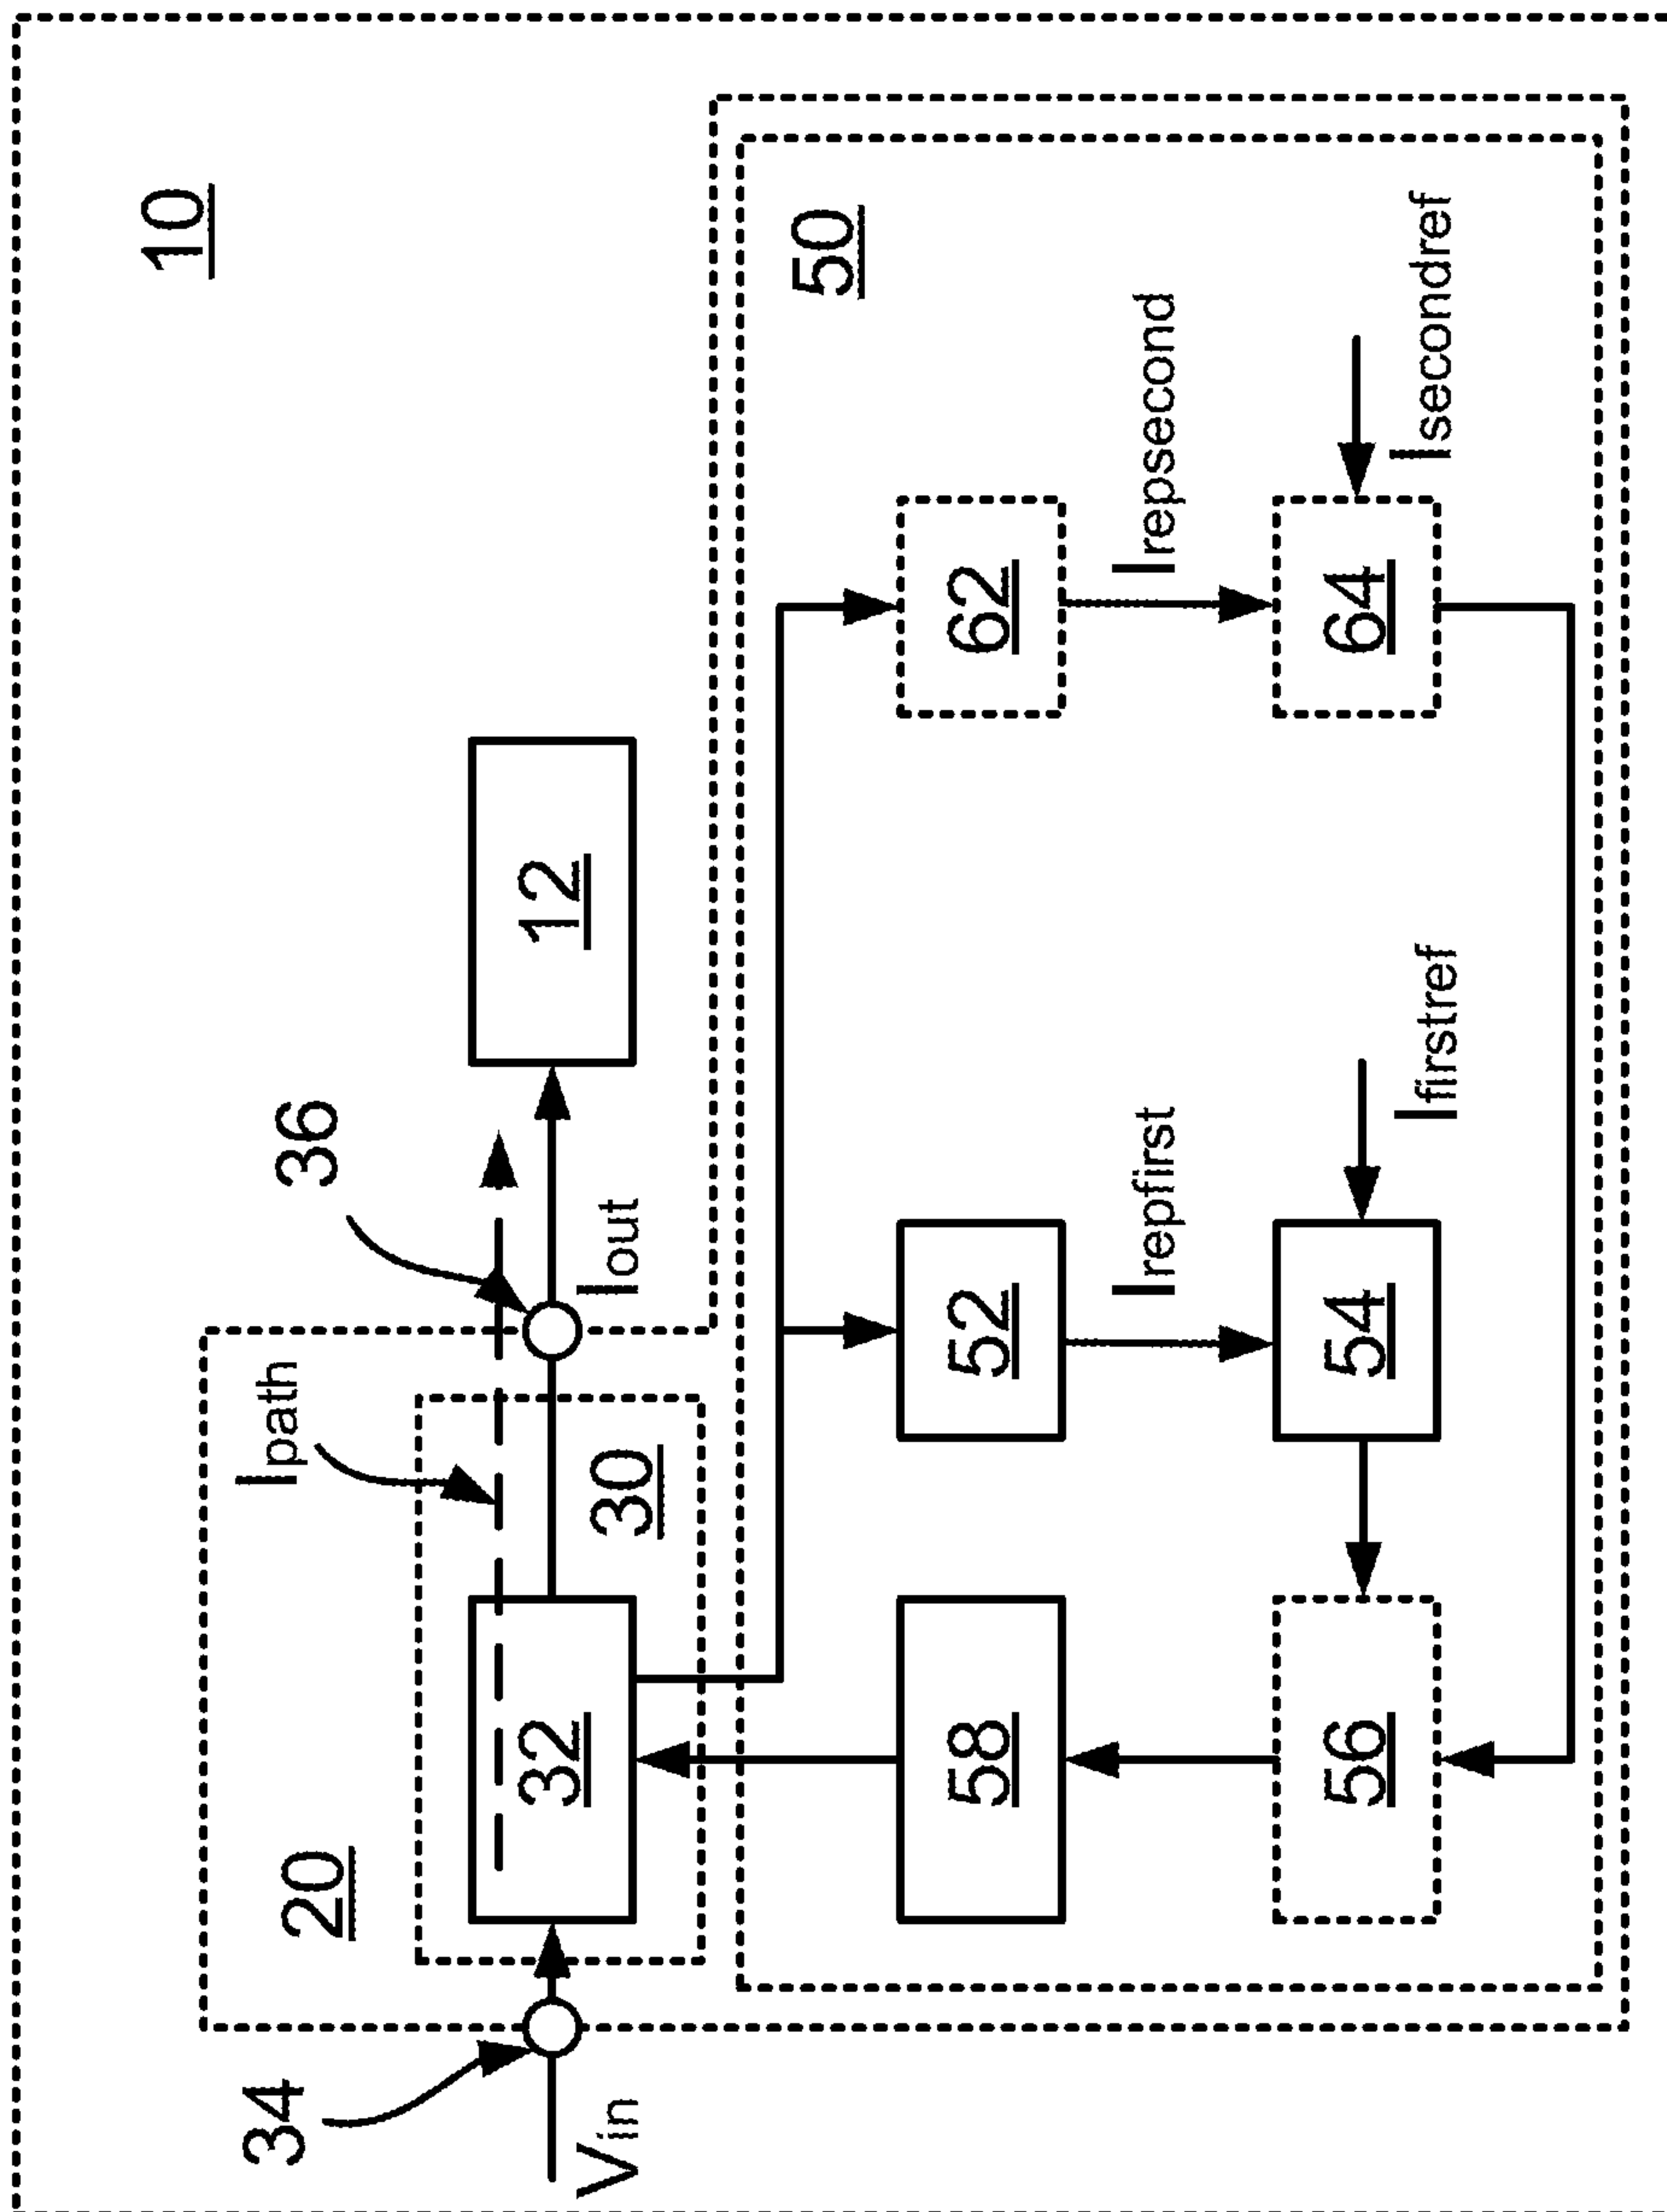 10
20
34
Vin
Ipath
36
Iout
30
32
12
50
58
52
62
Irepfirst
Irepsecond
56
54
64
Ifirstref
Isecondref